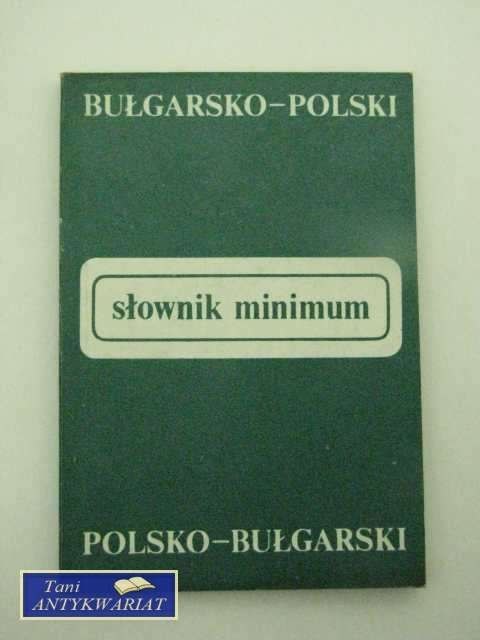 BUŁGARSKO–POLSKI
słownik minimum
POLSKO–BUŁGARSKI
Tani
ANTYKWARIAT